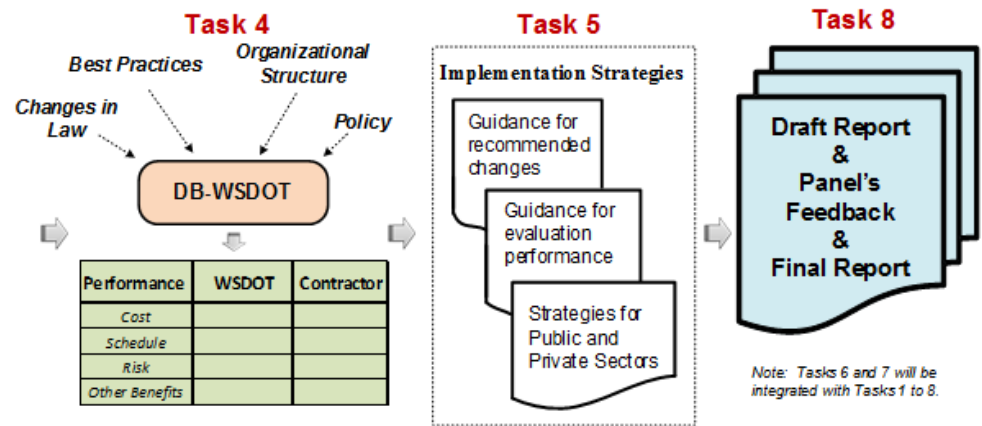 Task 4
Best Practices
Organizational
Structure
Changes in
Law
Policy
DB-WSDOT
Performance WSDOT Contractor
Cost
Schedule
Risk
Other Benefits
Task 5
Implementation Strategies
Guidance for
recommended
changes
Guidance for
evaluation
performance
Strategies for
Public and
Private Sectors
Task 8
Draft Report
&
Panel's
Feedback
&
Final Report
Note: Tasks 6 and 7 will be
integrated with Tasks 1 to 8.